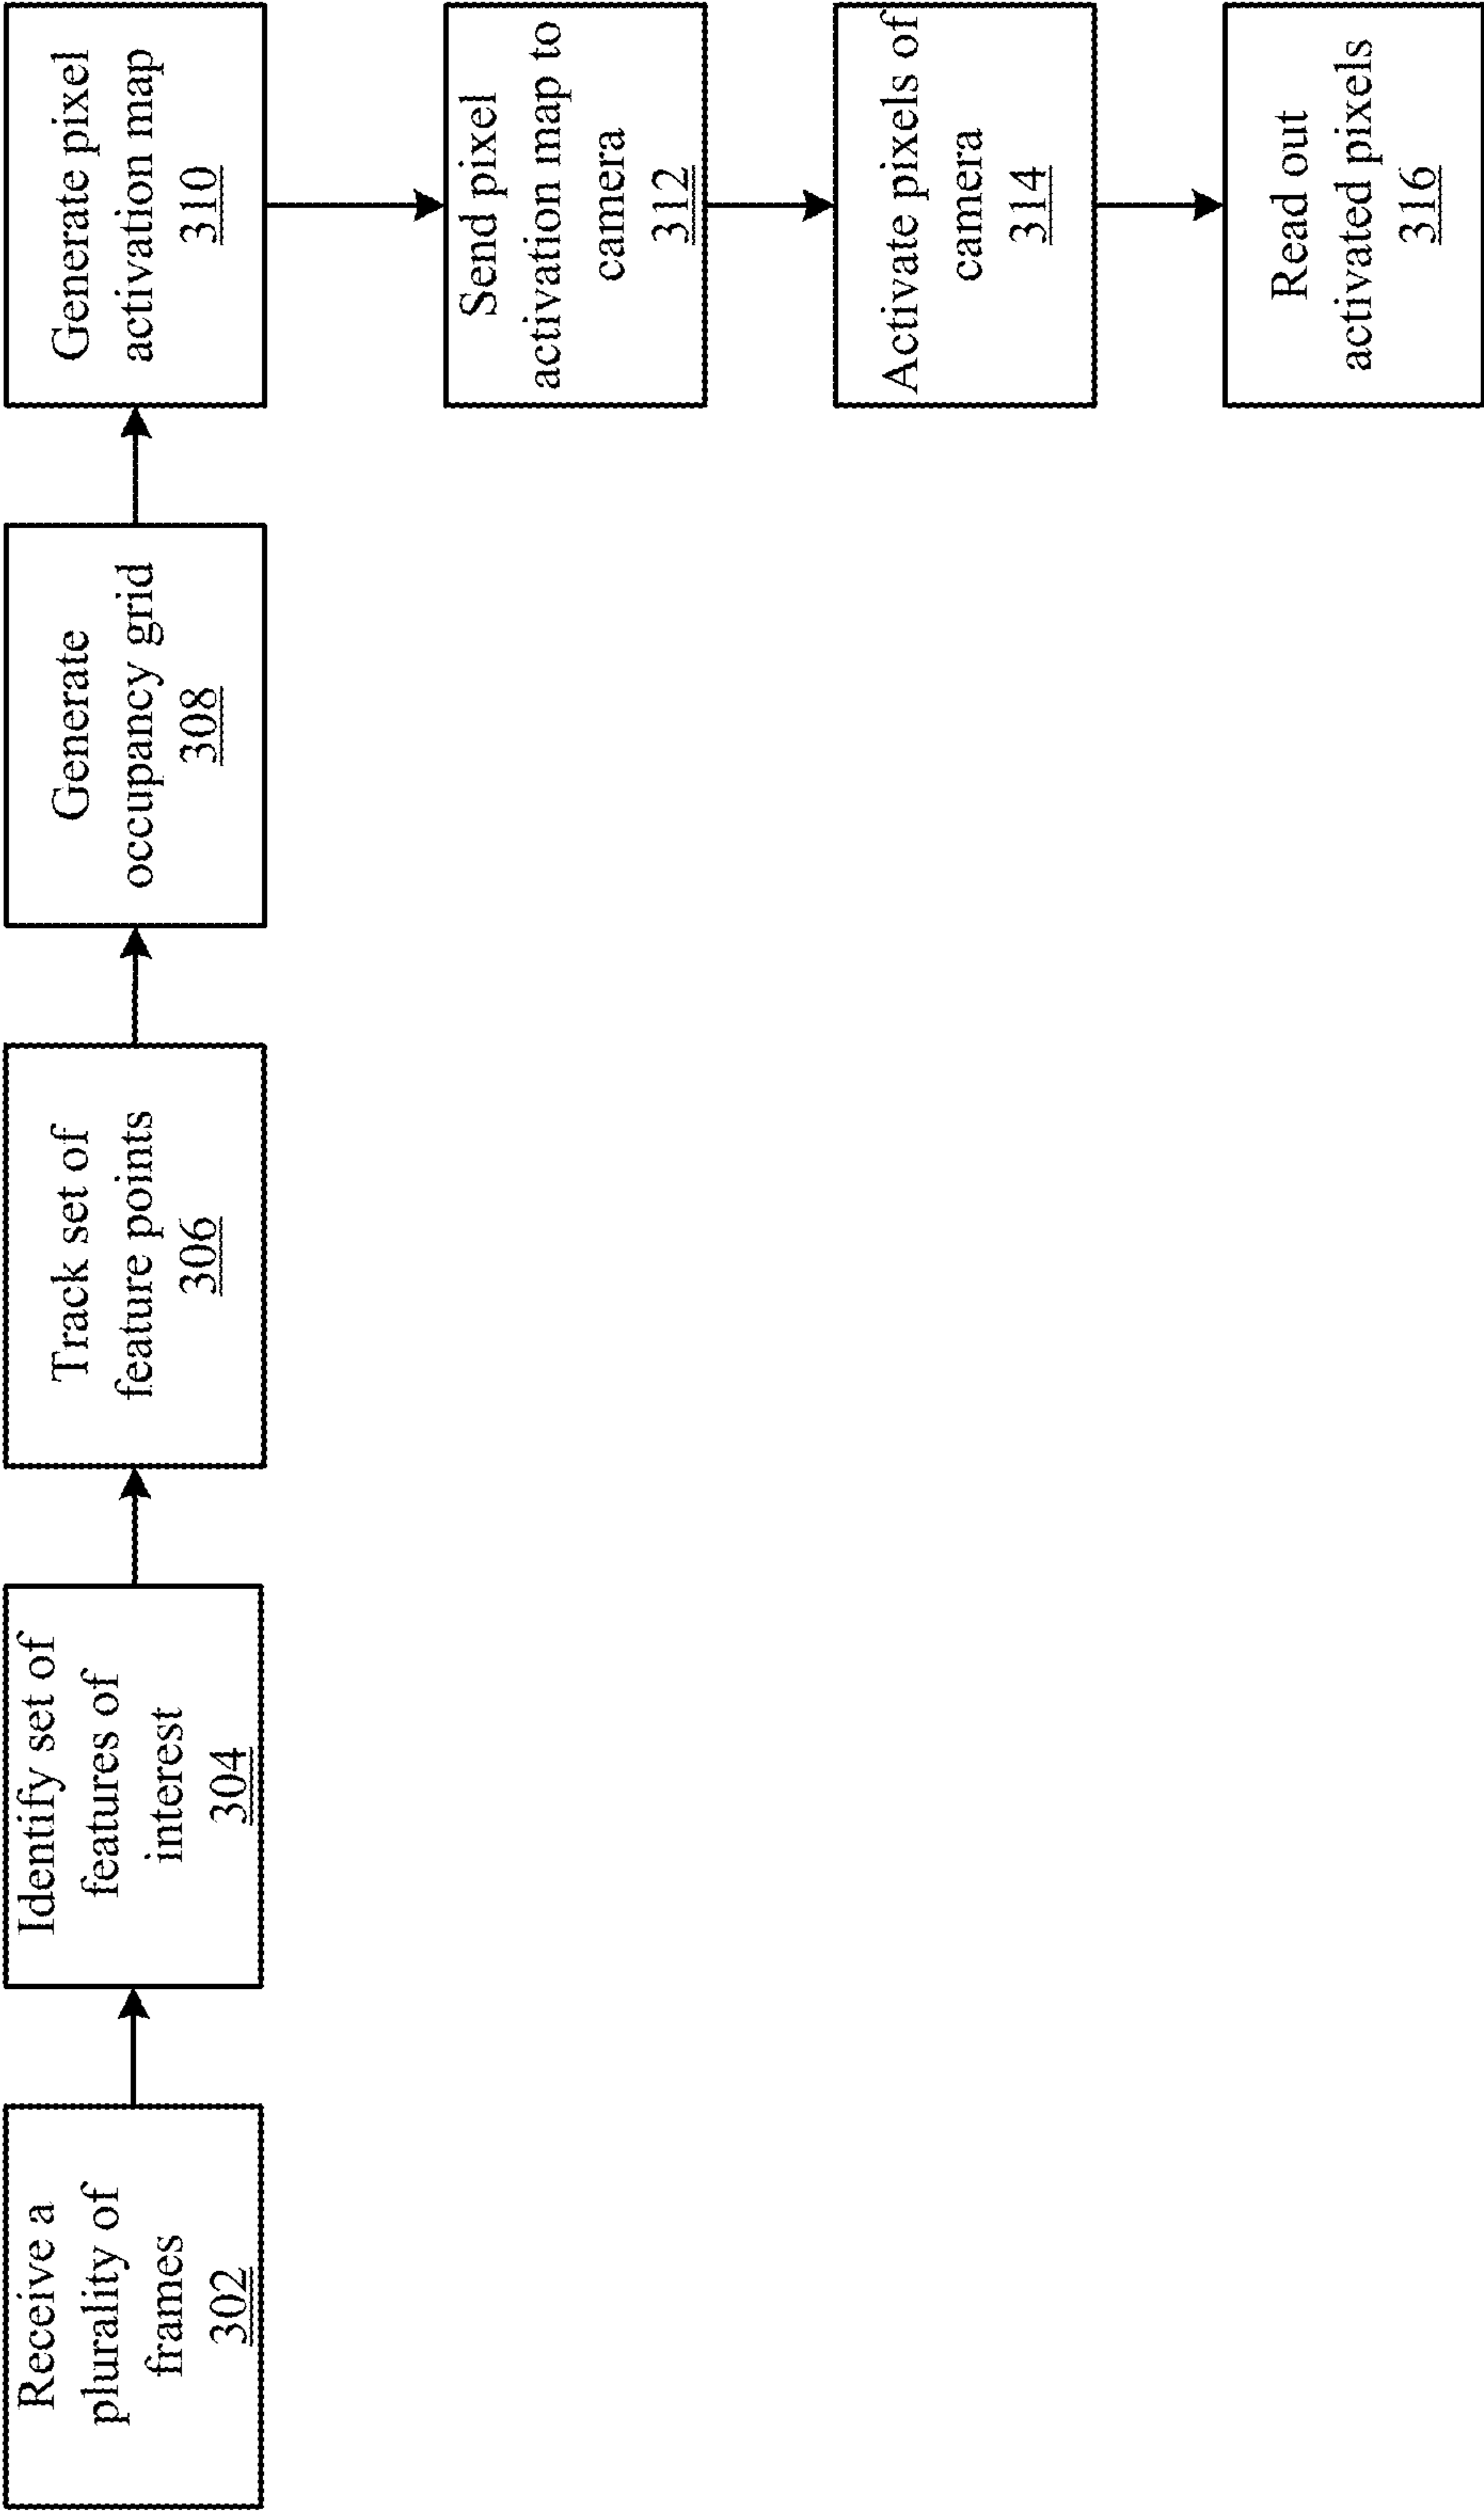 Receive a
plurality of
frames
302
Identify set of
features of
interest
304
Track set of
feature points
306
Generate
occupancy grid
308
Generate pixel
activation map
310
Send pixel
activation map to
camera
312
Activate pixels of
camera
314
Read out
activated pixels
316